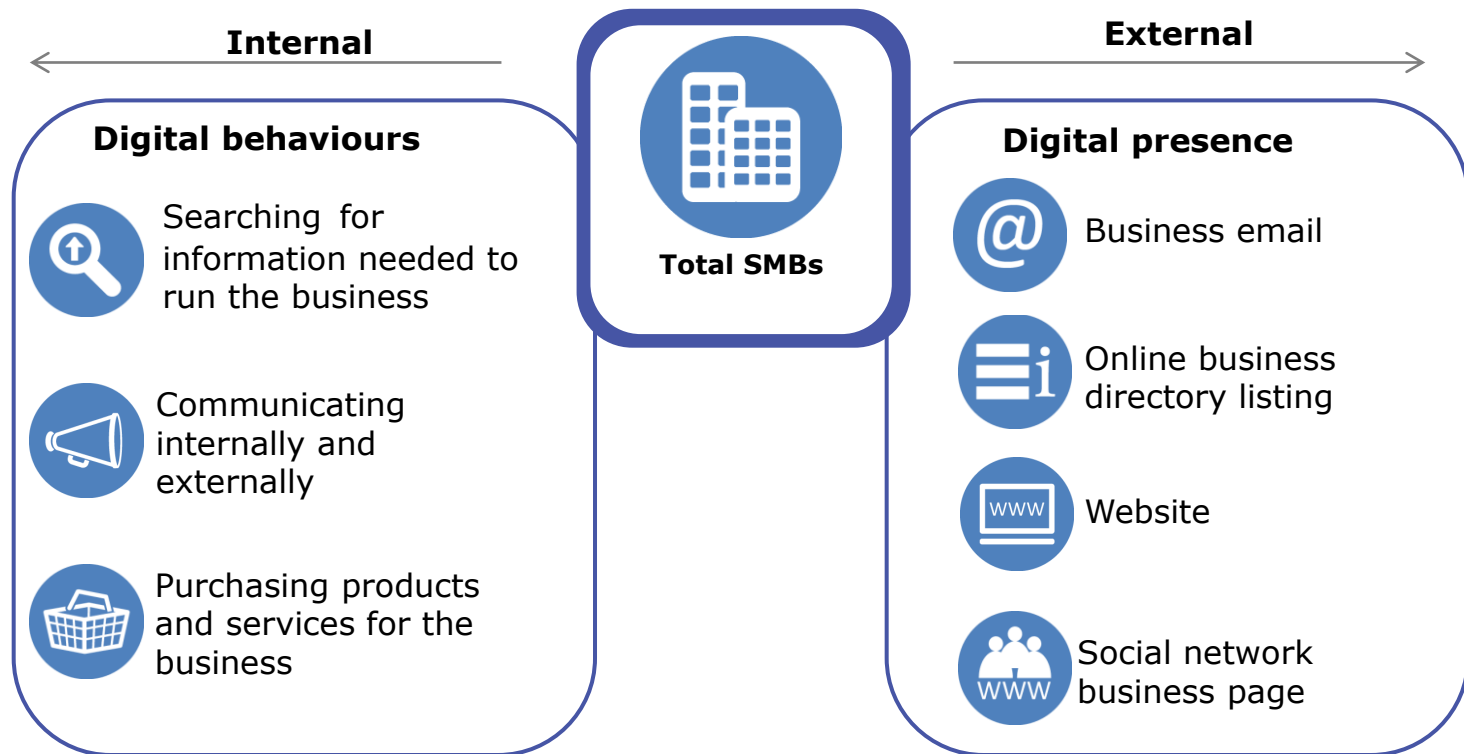 Internal
External
Total SMBs
Digital behaviours
Searching for
information needed to
run the business
Communicating
internally and
externally
Purchasing products
and services for the
business
Digital presence
@
Business email
i
Online business
directory listing
www
Website
www
Social network
business page